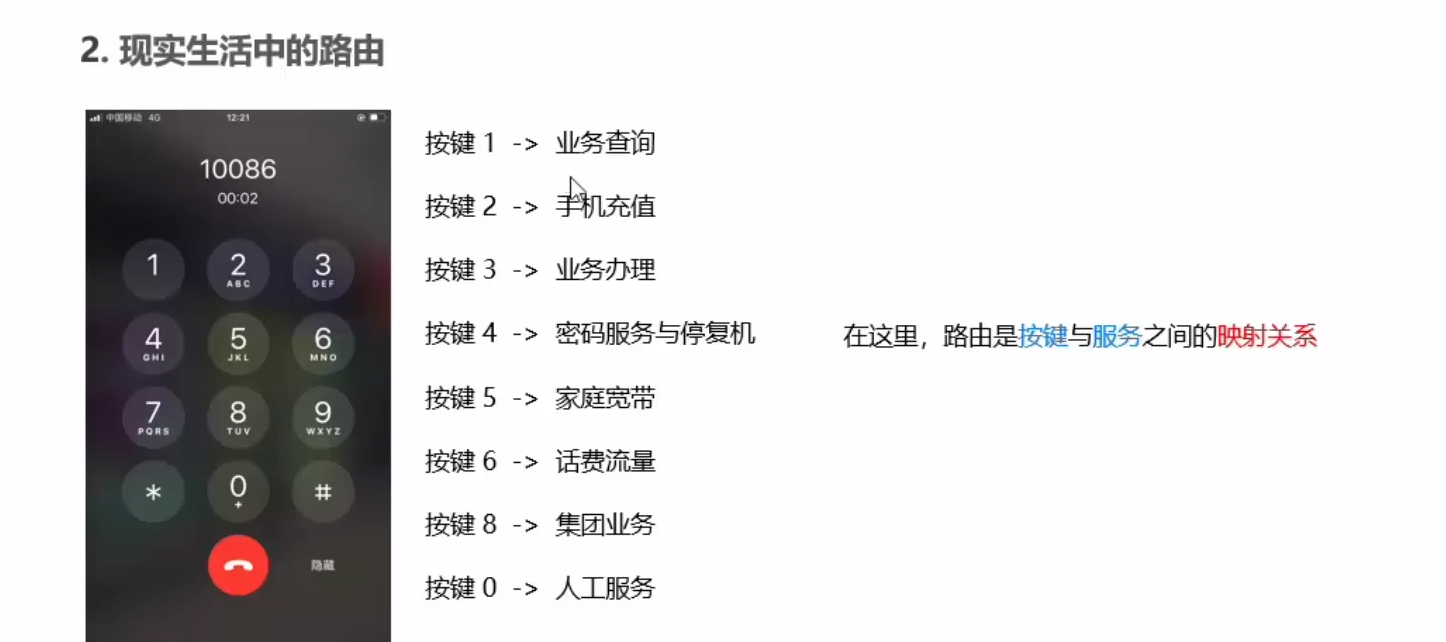 2. 现实生活中的路由
中国移动 4G 12:21
10086
00:02
1 2 3
ABC DEF
4 5 6
GHI JKL MNO
7 8 9
PQRS TUV WXYZ
* 0 #
+
隐藏
按键 1 -> 业务查询
按键 2 -> 手机充值
按键 3 -> 业务办理
按键 4 -> 密码服务与停复机
按键 5 -> 家庭宽带
按键 6 -> 话费流量
按键 8 -> 集团业务
按键 0 -> 人工服务
在这里，路由是按键与服务之间的映射关系